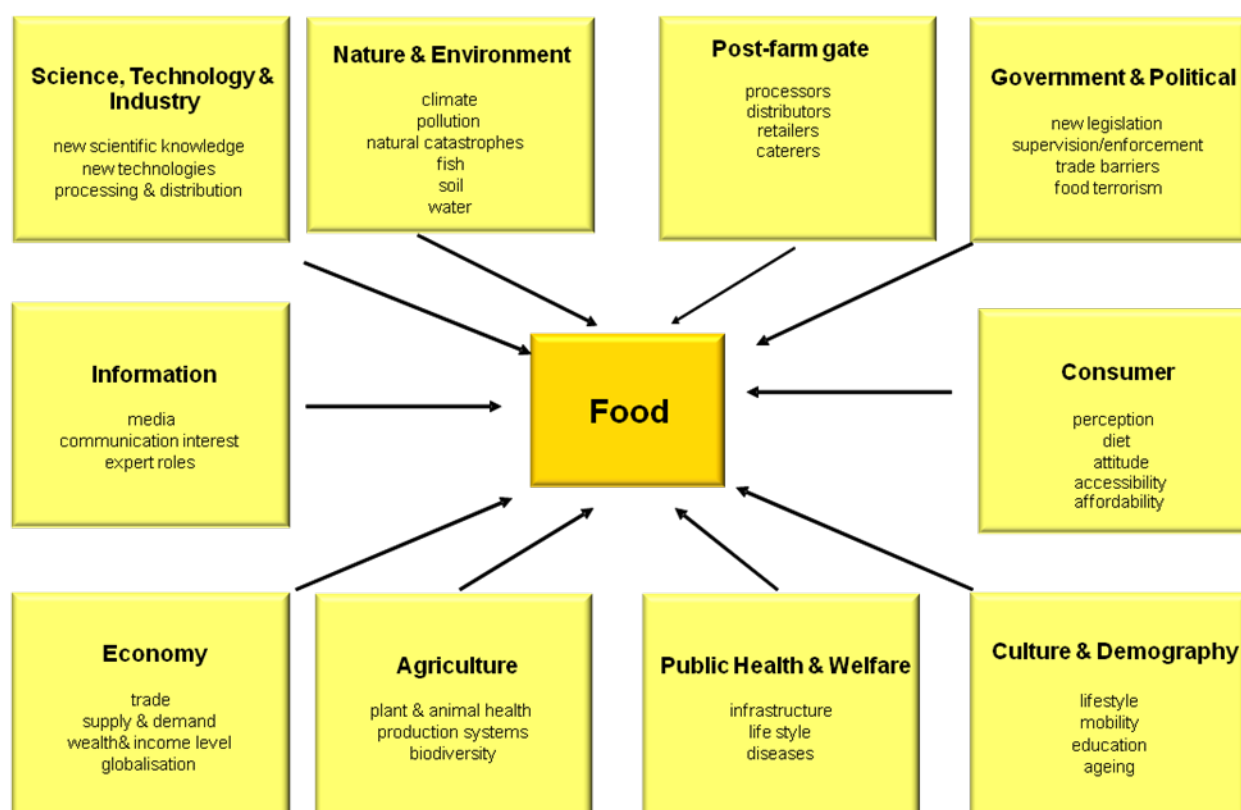 Science, Technology &
Industry
new scientific knowledge
new technologies
processing & distribution
Nature & Environment
climate
pollution
natural catastrophes
fish
soil
water
Post-farm gate
processors
distributors
retailers
caterers
Government & Political
new legislation
supervision/enforcement
trade barriers
food terrorism
Information
media
communication interest
expert roles
Food
Consumer
perception
diet
attitude
accessibility
affordability
Economy
trade
supply & demand
wealth& income level
globalisation
Agriculture
plant & animal health
production systems
biodiversity
Public Health & Welfare
infrastructure
life style
diseases
Culture & Demography
lifestyle
mobility
education
ageing